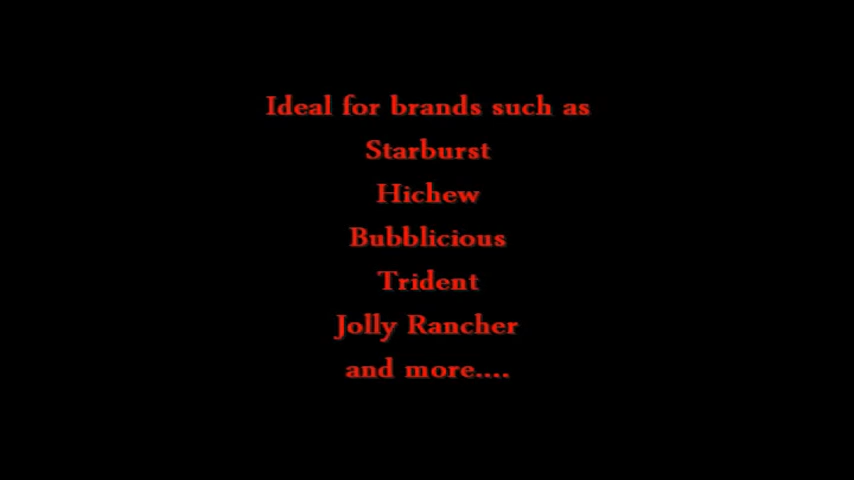 Ideal for brands such as
Starburst
Hichew
Bubblicious
Trident
Jolly Rancher
and more....